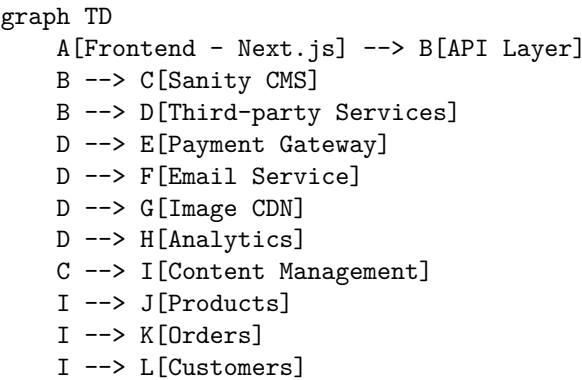 graph TD
    A[Frontend - Next.js] --> B[API Layer]
    B --> C[Sanity CMS]
    B --> D[Third-party Services]
    D --> E[Payment Gateway]
    D --> F[Email Service]
    D --> G[Image CDN]
    D --> H[Analytics]
    C --> I[Content Management]
    I --> J[Products]
    I --> K[Orders]
    I --> L[Customers]